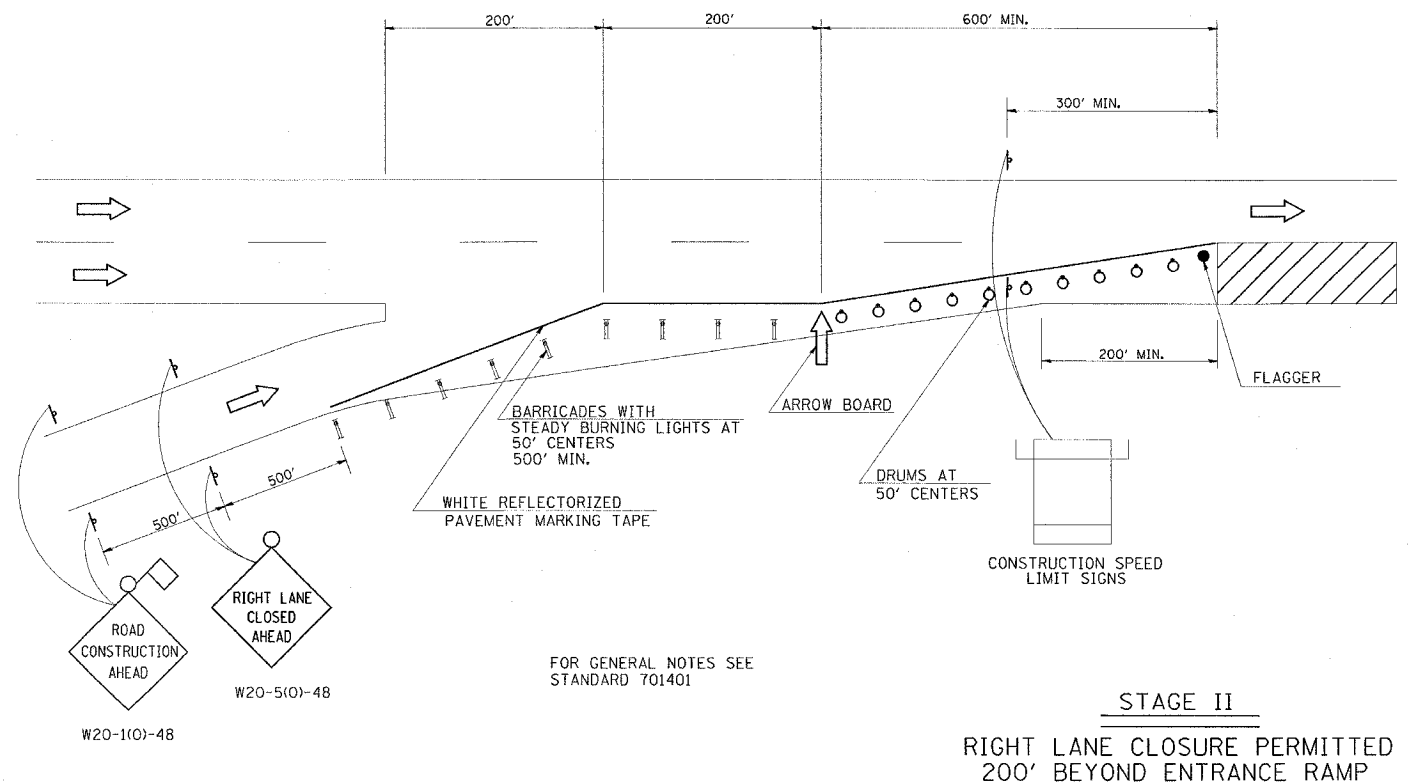 200'
200'
600' MIN.
300' MIN.
200' MIN.
FLAGGER
ARROW BOARD
BARRICADES WITH
STEADY BURNING LIGHTS AT
50' CENTERS
500' MIN.
DRUMS AT
50' CENTERS
WHITE REFLECTORIZED
PAVEMENT MARKING TAPE
500'
500'
CONSTRUCTION SPEED
LIMIT SIGNS
RIGHT LANE
CLOSED
AHEAD
W20-5(O)-48
ROAD
CONSTRUCTION
AHEAD
W20-1(O)-48
FOR GENERAL NOTES SEE
STANDARD 701401
STAGE II
RIGHT LANE CLOSURE PERMITTED
200' BEYOND ENTRANCE RAMP